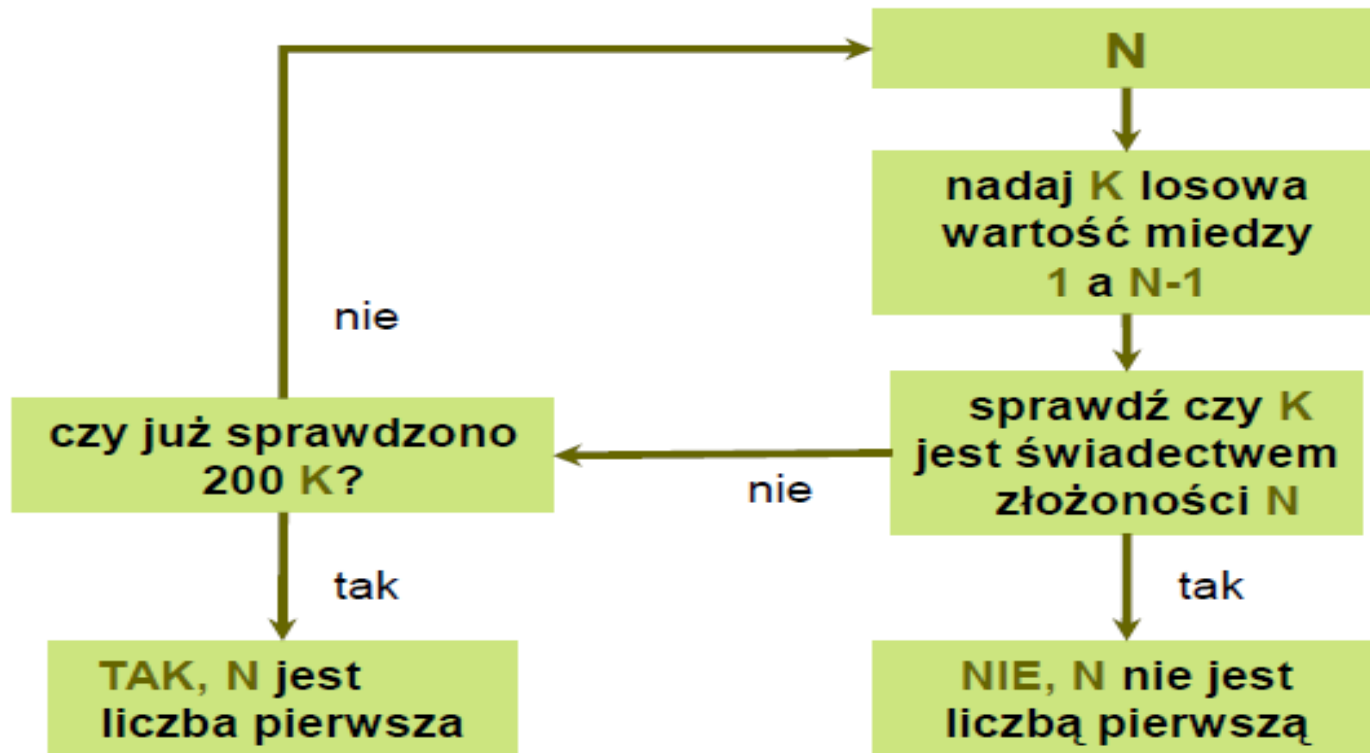 N
nadaj K losowa
wartość miedzy
1 a N-1
nie
sprawdź czy K
jest świadectwem
złożoności N
czy już sprawdzono
200 K?
nie
tak
tak
TAK, N jest
liczba pierwsza
NIE, N nie jest
liczbą pierwszą